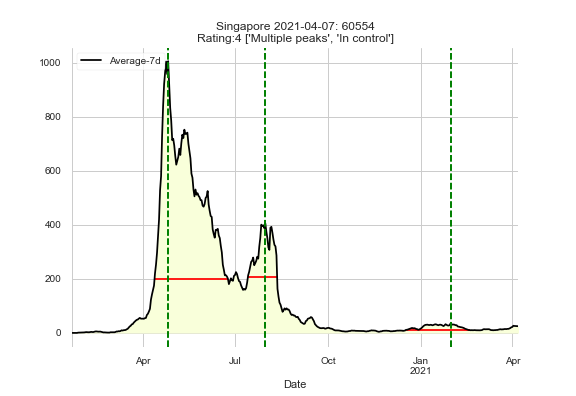 Singapore 2021-04-07: 60554
Rating:4 ['Multiple peaks', 'In control']
Average-7d
1000
800
600
400
200
0
Apr Jul Oct Jan Apr
2021
Date